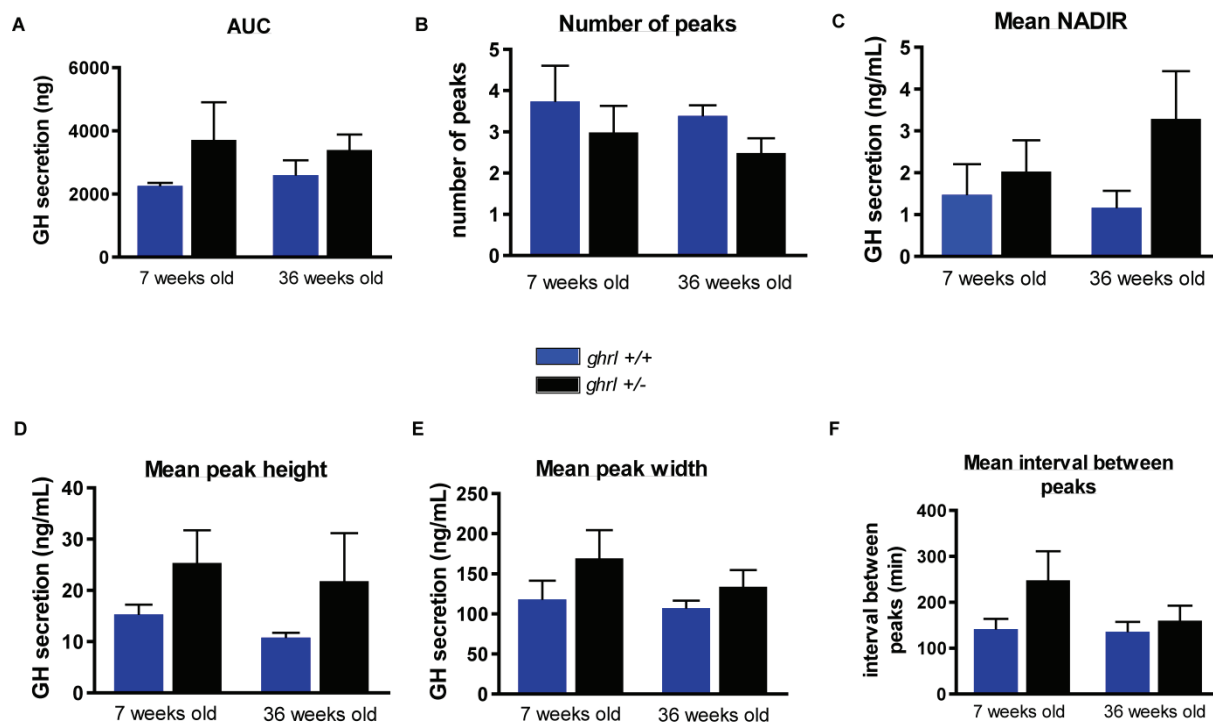 A
AUC
GH secretion (ng)
6000
4000
2000
0
7 weeks old
36 weeks old
B
Number of peaks
number of peaks
5
4
3
2
1
0
7 weeks old
36 weeks old
C
Mean NADIR
GH secretion (ng/mL)
5
4
3
2
1
0
7 weeks old
36 weeks old
ghrl +/+
ghrl +/-
D
Mean peak height
GH secretion (ng/mL)
40
30
20
10
0
7 weeks old
36 weeks old
E
Mean peak width
GH secretion (ng/mL)
250
200
150
100
50
0
7 weeks old
36 weeks old
F
Mean interval between
peaks
interval between
peaks (min)
400
300
200
100
0
7 weeks old
36 weeks old